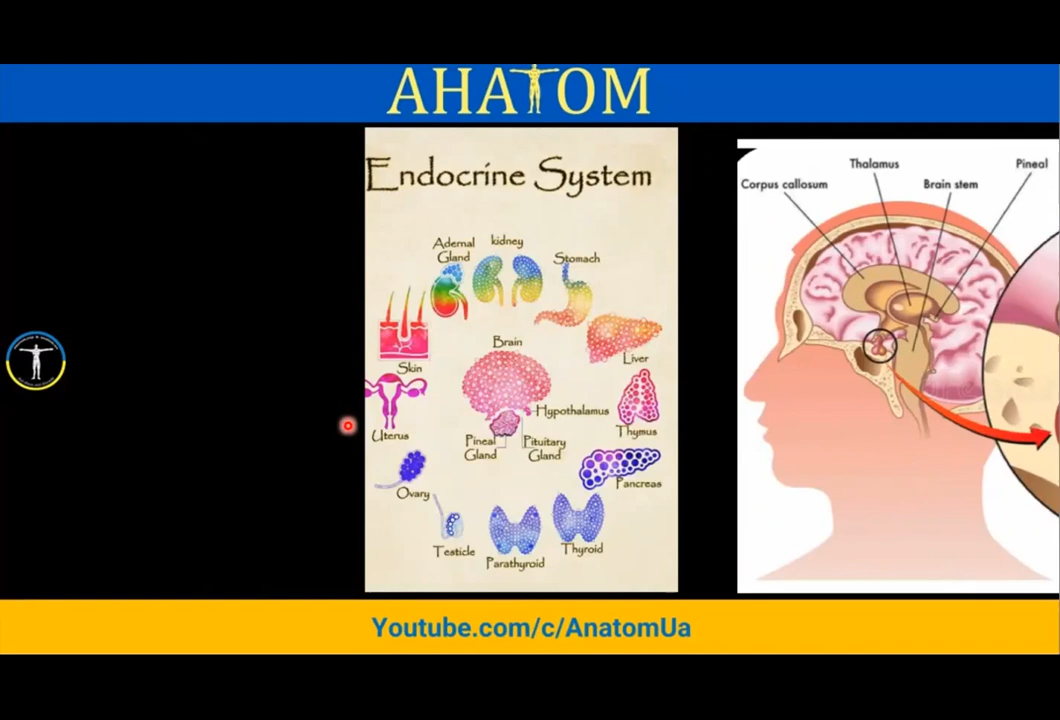 АНАТОМ
Endocrine System
Adernal
Gland
kidney
Stomach
Skin
Brain
Liver
Uterus
Hypothalamus
Pineal
Gland
Pituitary
Gland
Thymus
Ovary
Pancreas
Testicle
Parathyroid
Thyroid
Thalamus
Pineal
Corpus callosum
Brain stem
Youtube.com/c/AnatomUa